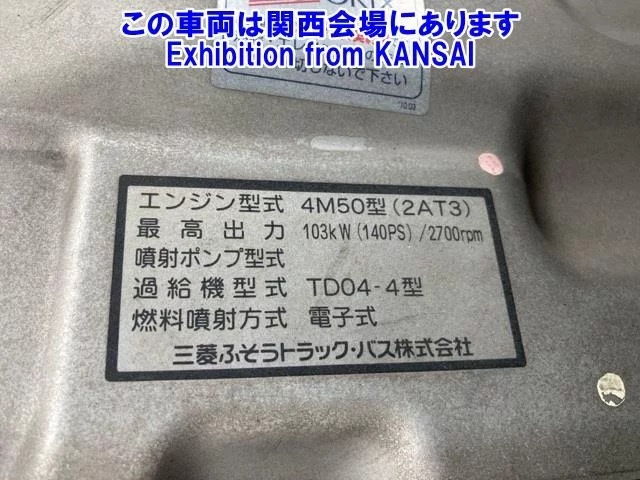 この車両は関西会場にあります
Exhibition from KANSAI
しないで下さい
エンジン型式 4M50型(2AT3)
最高出力 103kW(140PS)/2700rpm
噴射ポンプ型式
過給機型式 TD04-4型
燃料噴射方式 電子式
三菱ふそうトラック・バス株式会社